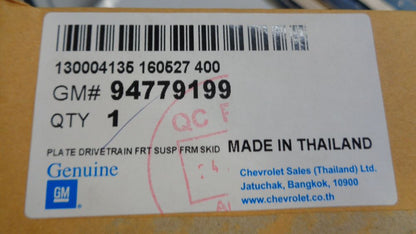 130004135 160527 400
GM# 94779199
QTY 1
QC P
PLATE DRIVETRAIN FRT SUSP FRM SKID
MADE IN THAILAND
Genuine
GM
Chevrolet Sales (Thailand) Ltd.
Jatuchak, Bangkok, 10900
www.chevrolet.co.th